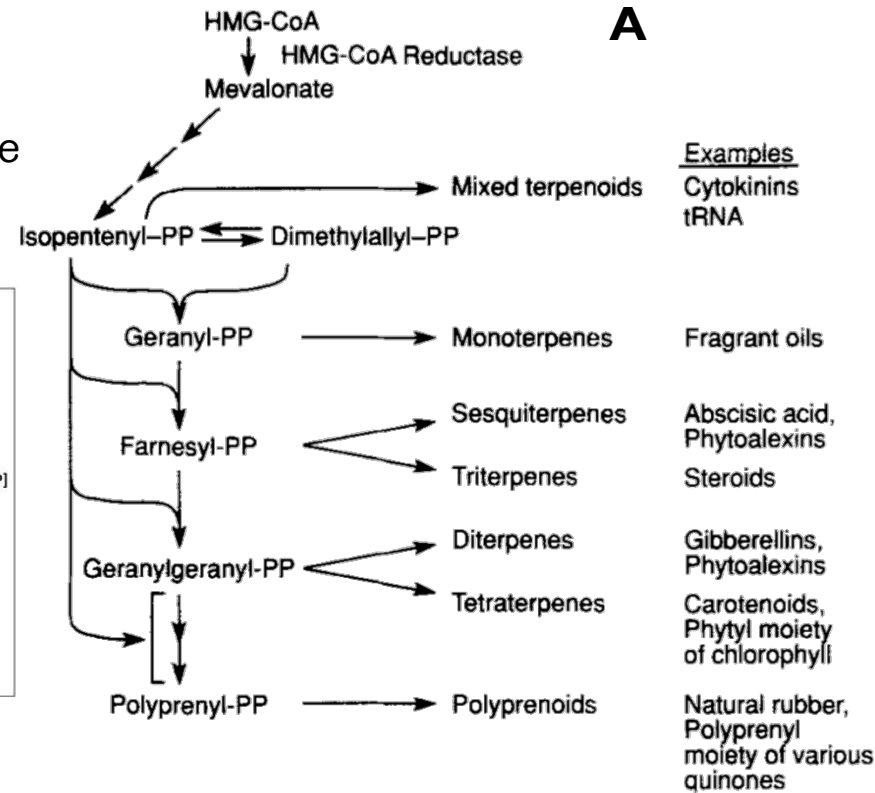 HMG-CoA
A
HMG-CoA Reductase
Mevalonate
e
Examples
Mixed terpenoids
Cytokinins
tRNA
Isopentenyl–PP
Dimethylallyl–PP
Geranyl-PP
Monoterpenes
Fragrant oils
Sesquiterpenes
Abscisic acid,
Phytoalexins
Farnesyl-PP
Triterpenes
Steroids
P]
Diterpenes
Gibberellins,
Phytoalexins
Geranylgeranyl-PP
Tetraterpenes
Carotenoids,
Phytyl moiety
of chlorophyll
Polyprenyl-PP
Polyprenoids
Natural rubber,
Polyprenyl
moiety of various
quinones